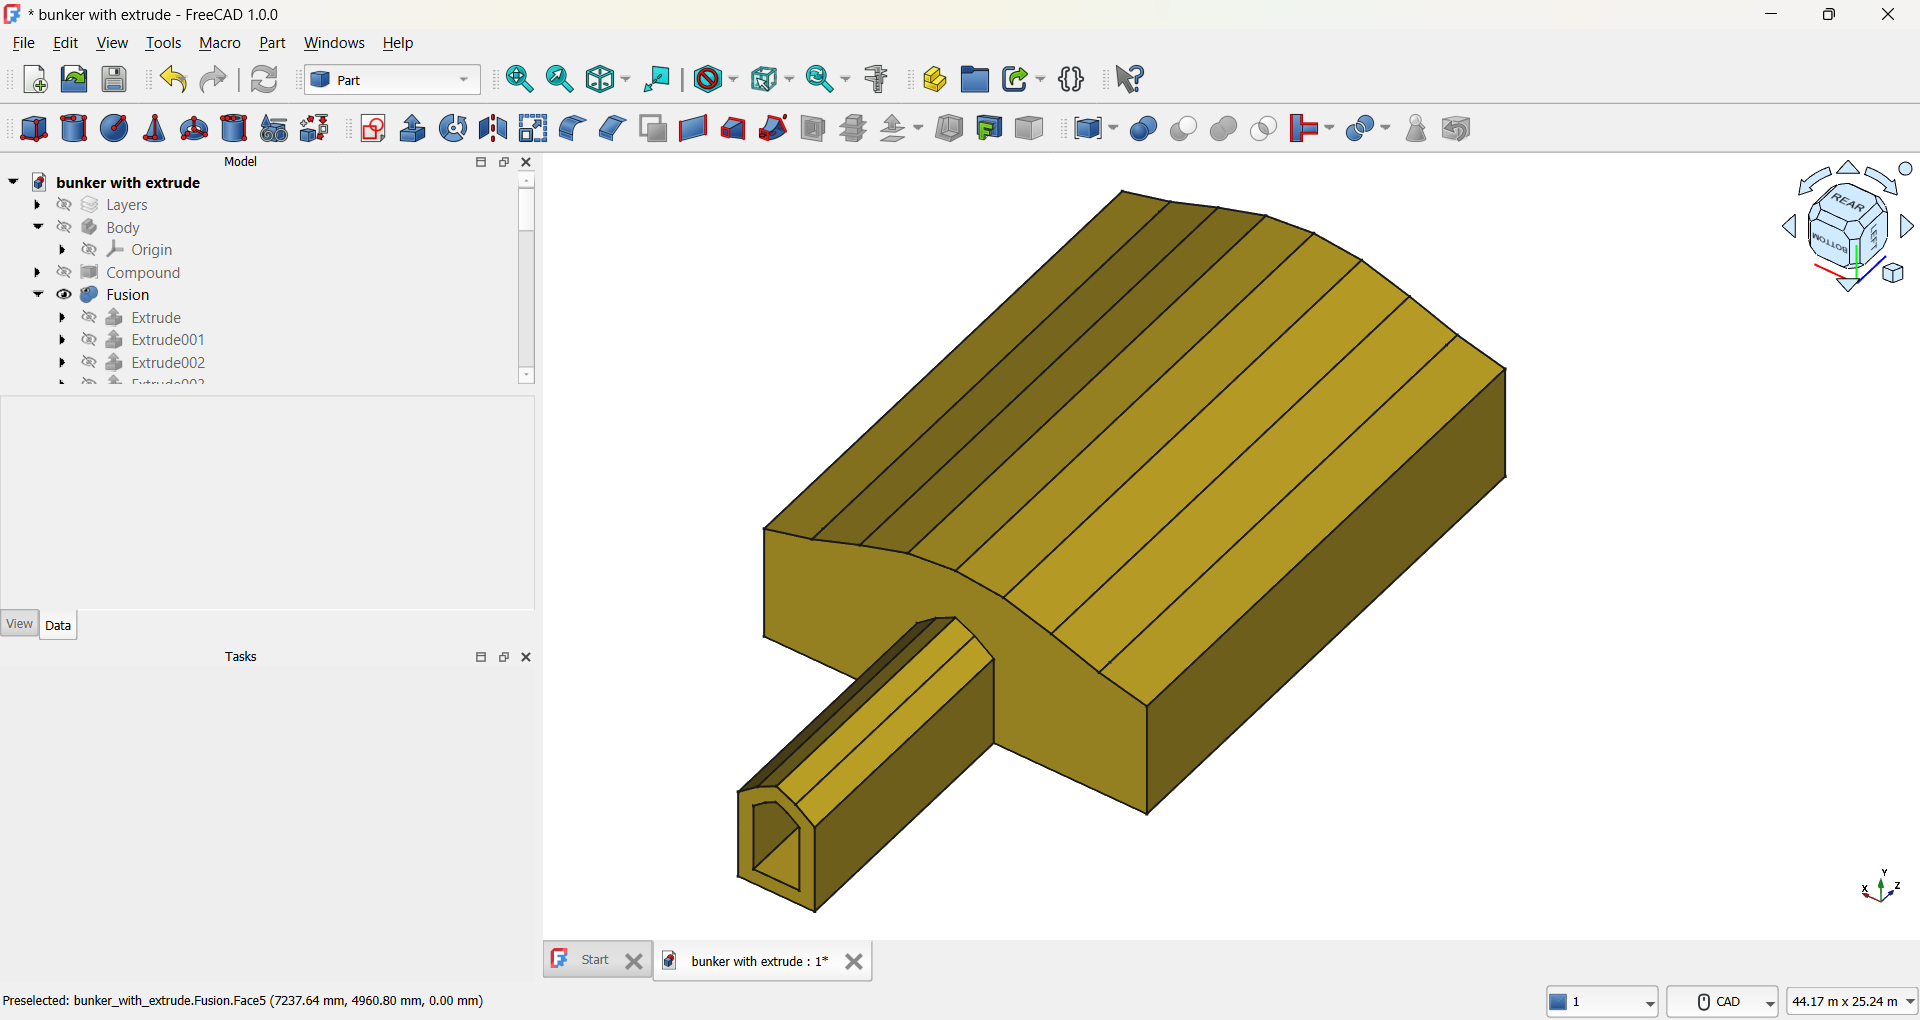 * bunker with extrude - FreeCAD 1.0.0
File Edit View Tools Macro Part Windows Help
Part
Model
bunker with extrude
Layers
Body
Origin
Compound
Fusion
Extrude
Extrude001
Extrude002
View Data
Tasks
REAR
BOTTOM
LEFT
Y
X Z
Start
bunker with extrude : 1*
Preselected: bunker_with_extrude.Fusion.Face5 (7237.64 mm, 4960.80 mm, 0.00 mm)
1
CAD
44.17 m x 25.24 m